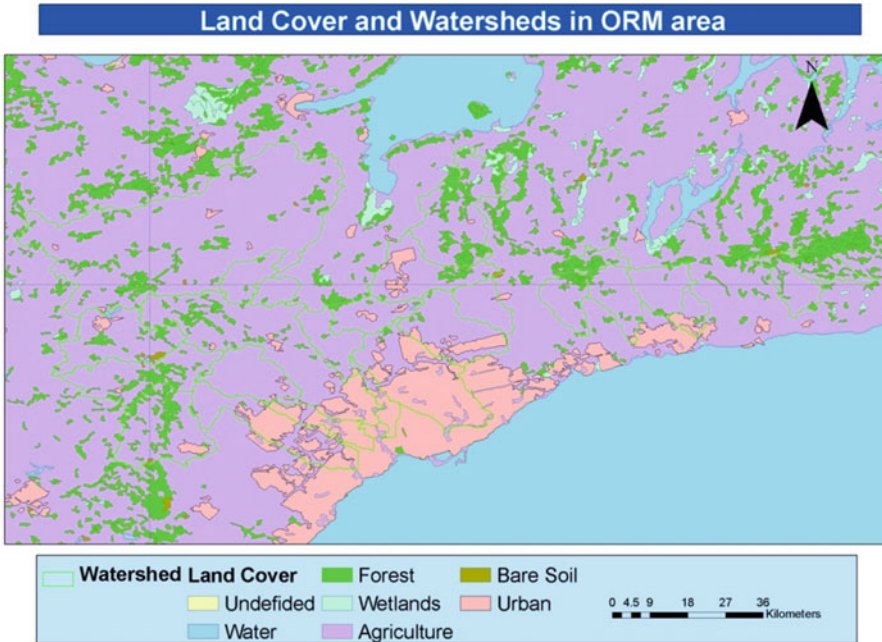 Land Cover and Watersheds in ORM area
N
Watershed Land Cover Forest Bare Soil
Undefided Wetlands Urban
Water Agriculture
0 4.5 9 18 27 36
Kilometers